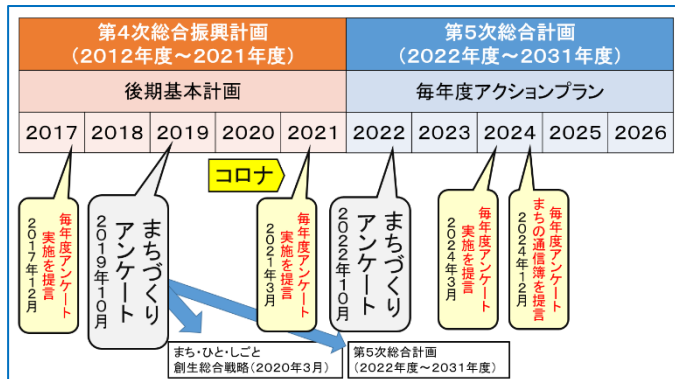 第4次総合振興計画
(2012年度～2021年度)
第5次総合計画
(2022年度～2031年度)
後期基本計画
毎年度アクションプラン
2017
2018
2019
2020
2021
2022
2023
2024
2025
2026
コロナ
毎年度アンケート
実施を提言
2017年12月
まちづくり
アンケート
2019年10月
毎年度アンケート
実施を提言
2021年3月
まちづくり
アンケート
2022年10月
毎年度アンケート
実施を提言
2024年3月
毎年度アンケート
まちの通信簿を提言
2024年12月
まち・ひと・しごと
創生総合戦略(2020年3月)
第5次総合計画
(2022年度～2031年度)